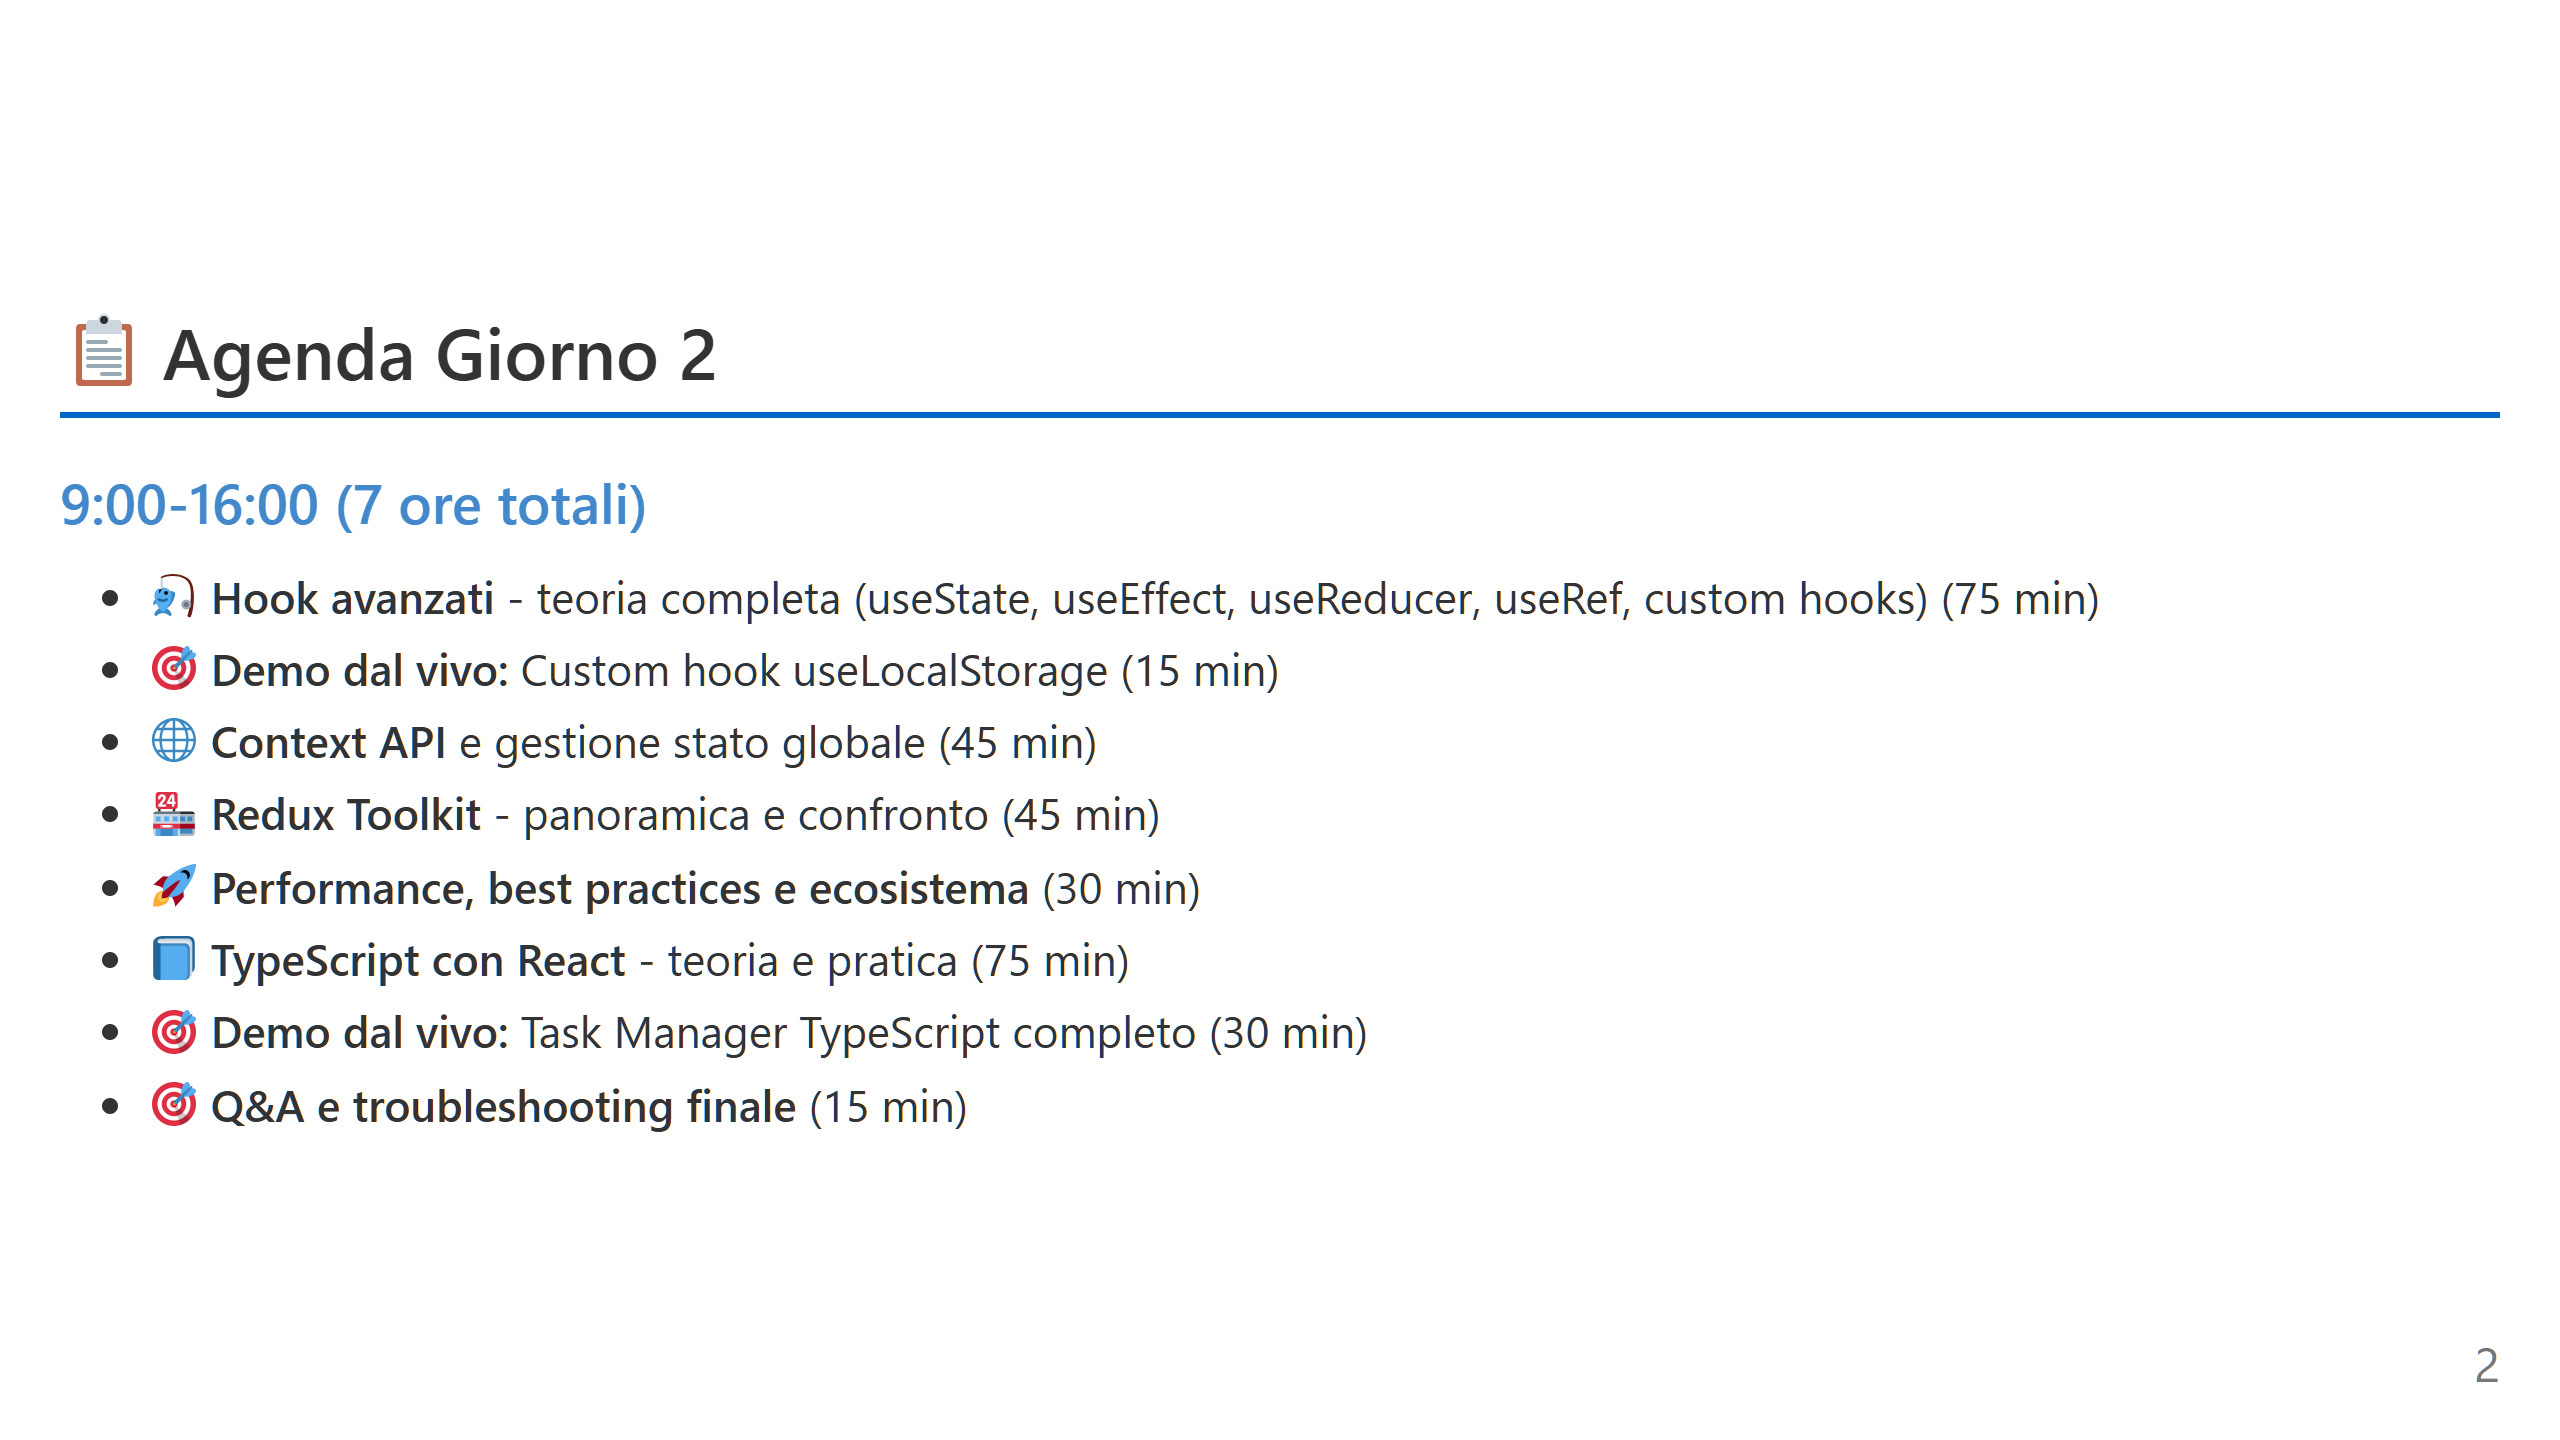 📋 Agenda Giorno 2
9:00-16:00 (7 ore totali)
• 🎣 Hook avanzati - teoria completa (useState, useEffect, useReducer, useRef, custom hooks) (75 min)
• 🎯 Demo dal vivo: Custom hook useLocalStorage (15 min)
• 🌐 Context API e gestione stato globale (45 min)
• 🏪 Redux Toolkit - panoramica e confronto (45 min)
• 🚀 Performance, best practices e ecosistema (30 min)
• 📘 TypeScript con React - teoria e pratica (75 min)
• 🎯 Demo dal vivo: Task Manager TypeScript completo (30 min)
• 🎯 Q&A e troubleshooting finale (15 min)
2